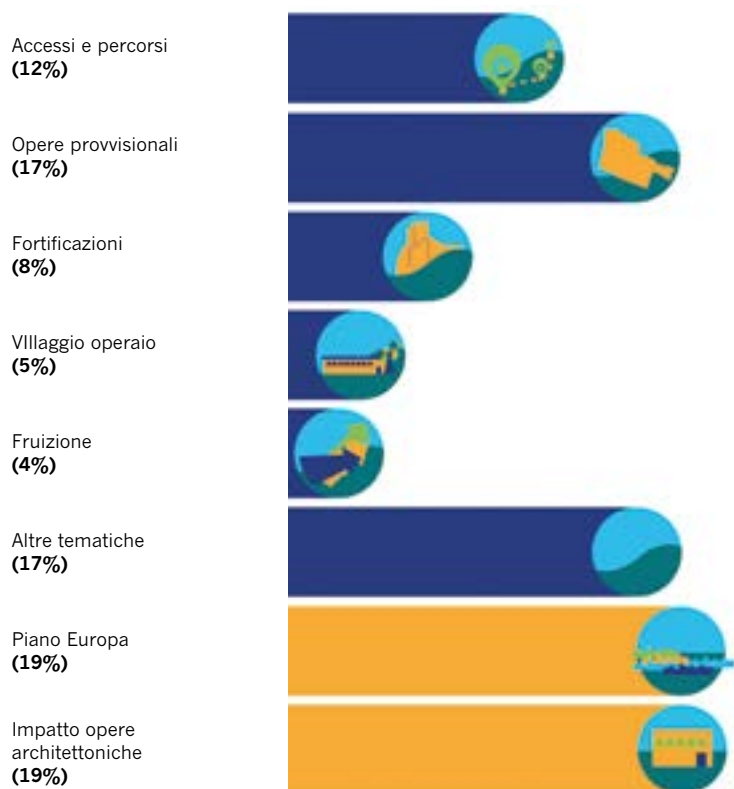 Accessi e percorsi
(12%)
Opere provvisionali
(17%)
Fortificazioni
(8%)
VIllaggio operaio
(5%)
Fruizione
(4%)
Altre tematiche
(17%)
Piano Europa
(19%)
Impatto opere
architettoniche
(19%)